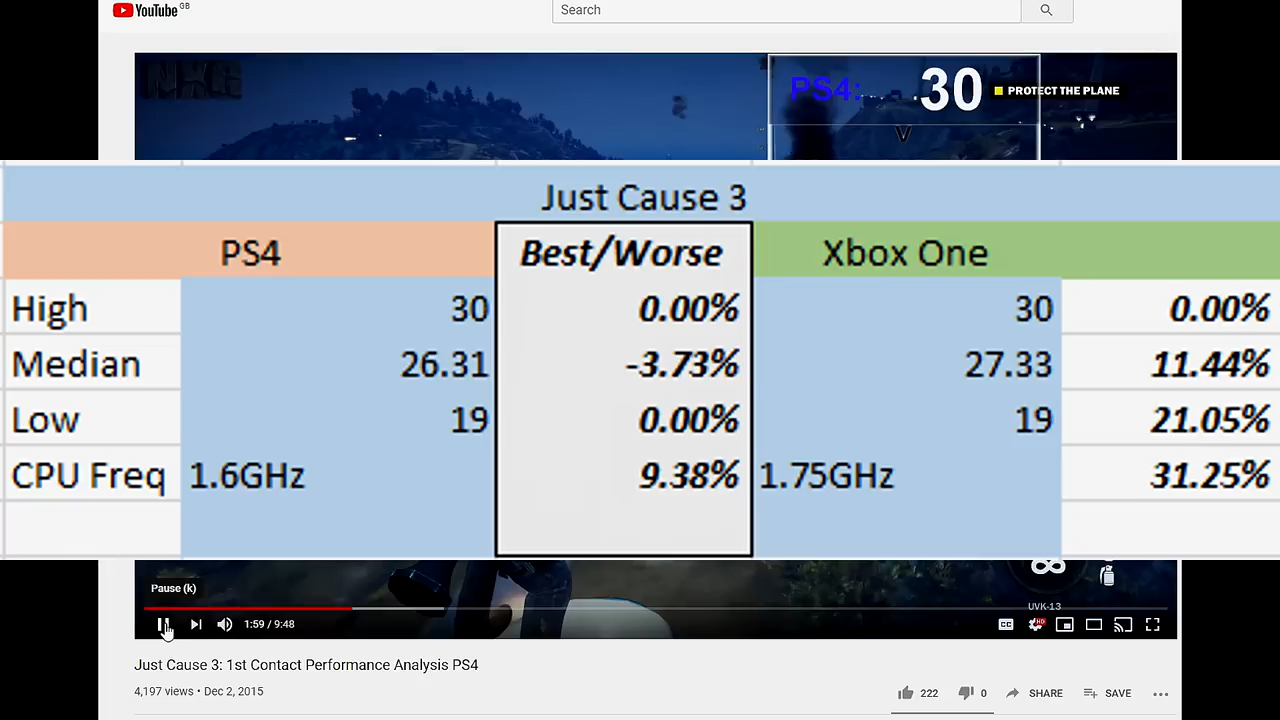 YouTube GB
Search
NXG
PS4: 30
PROTECT THE PLANE
Just Cause 3
PS4 Best/Worse Xbox One
High 30 0.00% 30 0.00%
Median 26.31 -3.73% 27.33 11.44%
Low 19 0.00% 19 21.05%
CPU Freq 1.6GHz 9.38% 1.75GHz 31.25%
Pause (k)
UVK-13
1:59 / 9:48
CC
HD
Just Cause 3: 1st Contact Performance Analysis PS4
4,197 views • Dec 2, 2015
222 0 SHARE SAVE